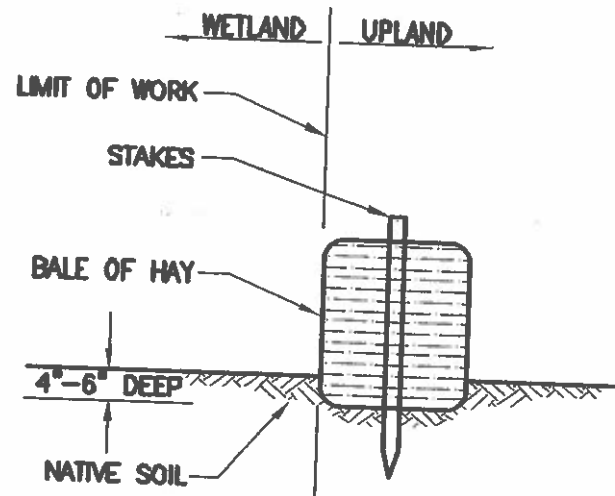 WETLAND UPLAND
LIMIT OF WORK
STAKES
BALE OF HAY
4"-6" DEEP
NATIVE SOIL